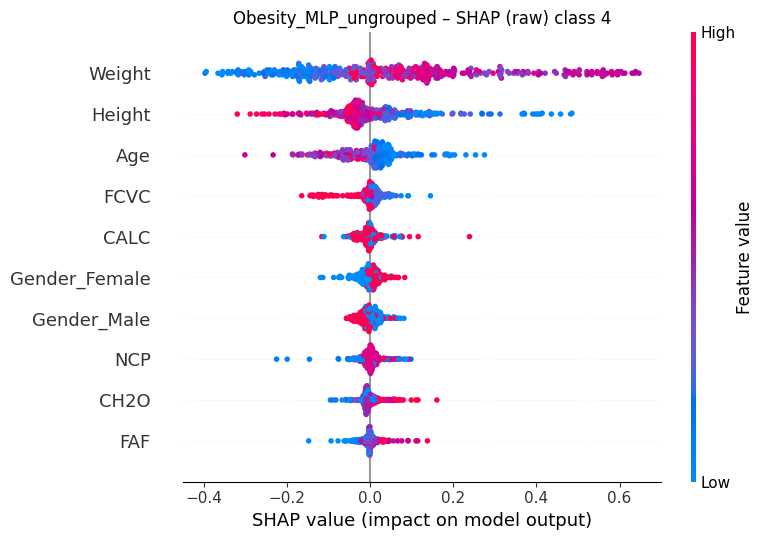 Obesity_MLP_ungrouped – SHAP (raw) class 4
High
Weight
Height
Age
FCVC
CALC
Gender_Female
Gender_Male
NCP
CH2O
FAF
Feature value
Low
−0.4 −0.2 0.0 0.2 0.4 0.6
SHAP value (impact on model output)